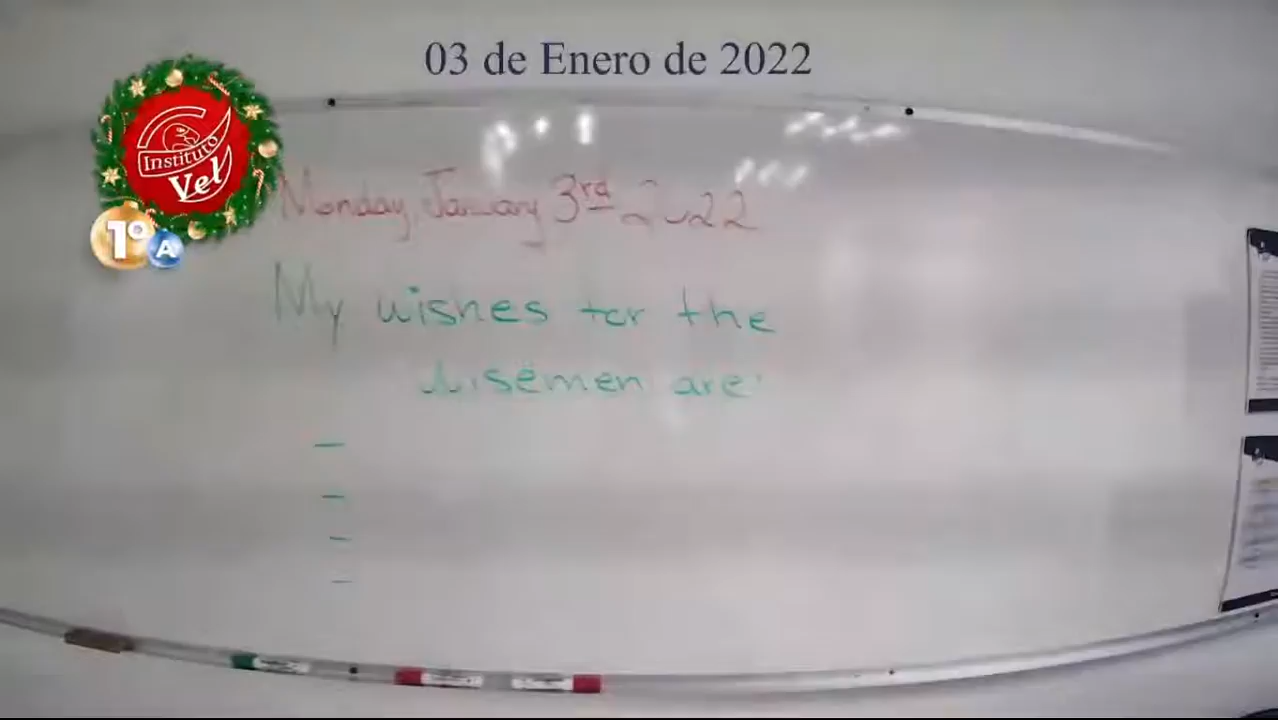 03 de Enero de 2022
Instituto
Vel
1° A
Monday, January 3rd 2022
My wishes for the
wisemen are:
-
-
-
-